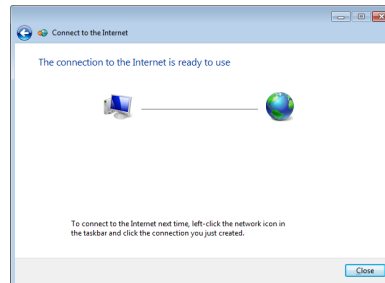 Connect to the Internet
The connection to the Internet is ready to use
To connect to the Internet next time, left-click the network icon in
the taskbar and click the connection you just created.
Close